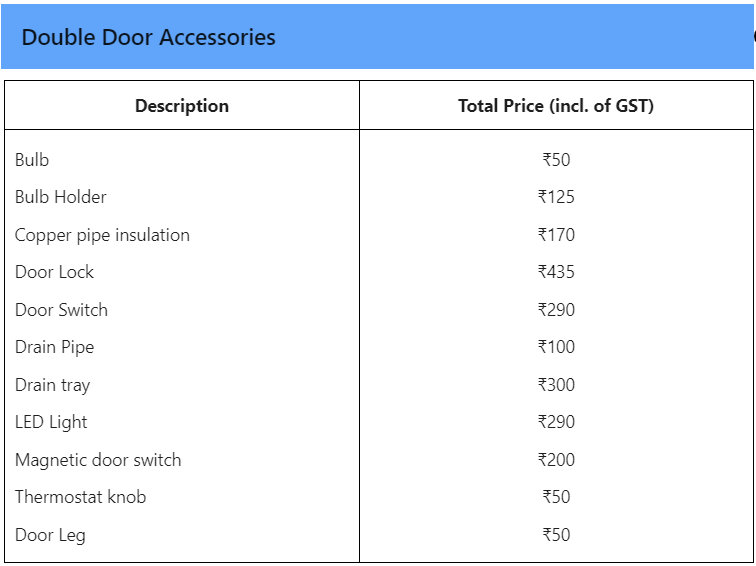 Double Door Accessories
Description Total Price (incl. of GST)
Bulb ₹50
Bulb Holder ₹125
Copper pipe insulation ₹170
Door Lock ₹435
Door Switch ₹290
Drain Pipe ₹100
Drain tray ₹300
LED Light ₹290
Magnetic door switch ₹200
Thermostat knob ₹50
Door Leg ₹50